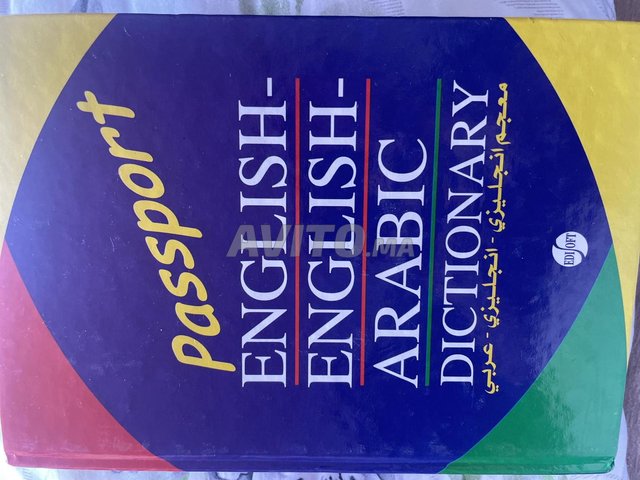 Passport
ENGLISH-
ENGLISH-
ARABIC
DICTIONARY
معجم انجليزي - انجليزي - عربي
EDISOFT
AVITO.MA